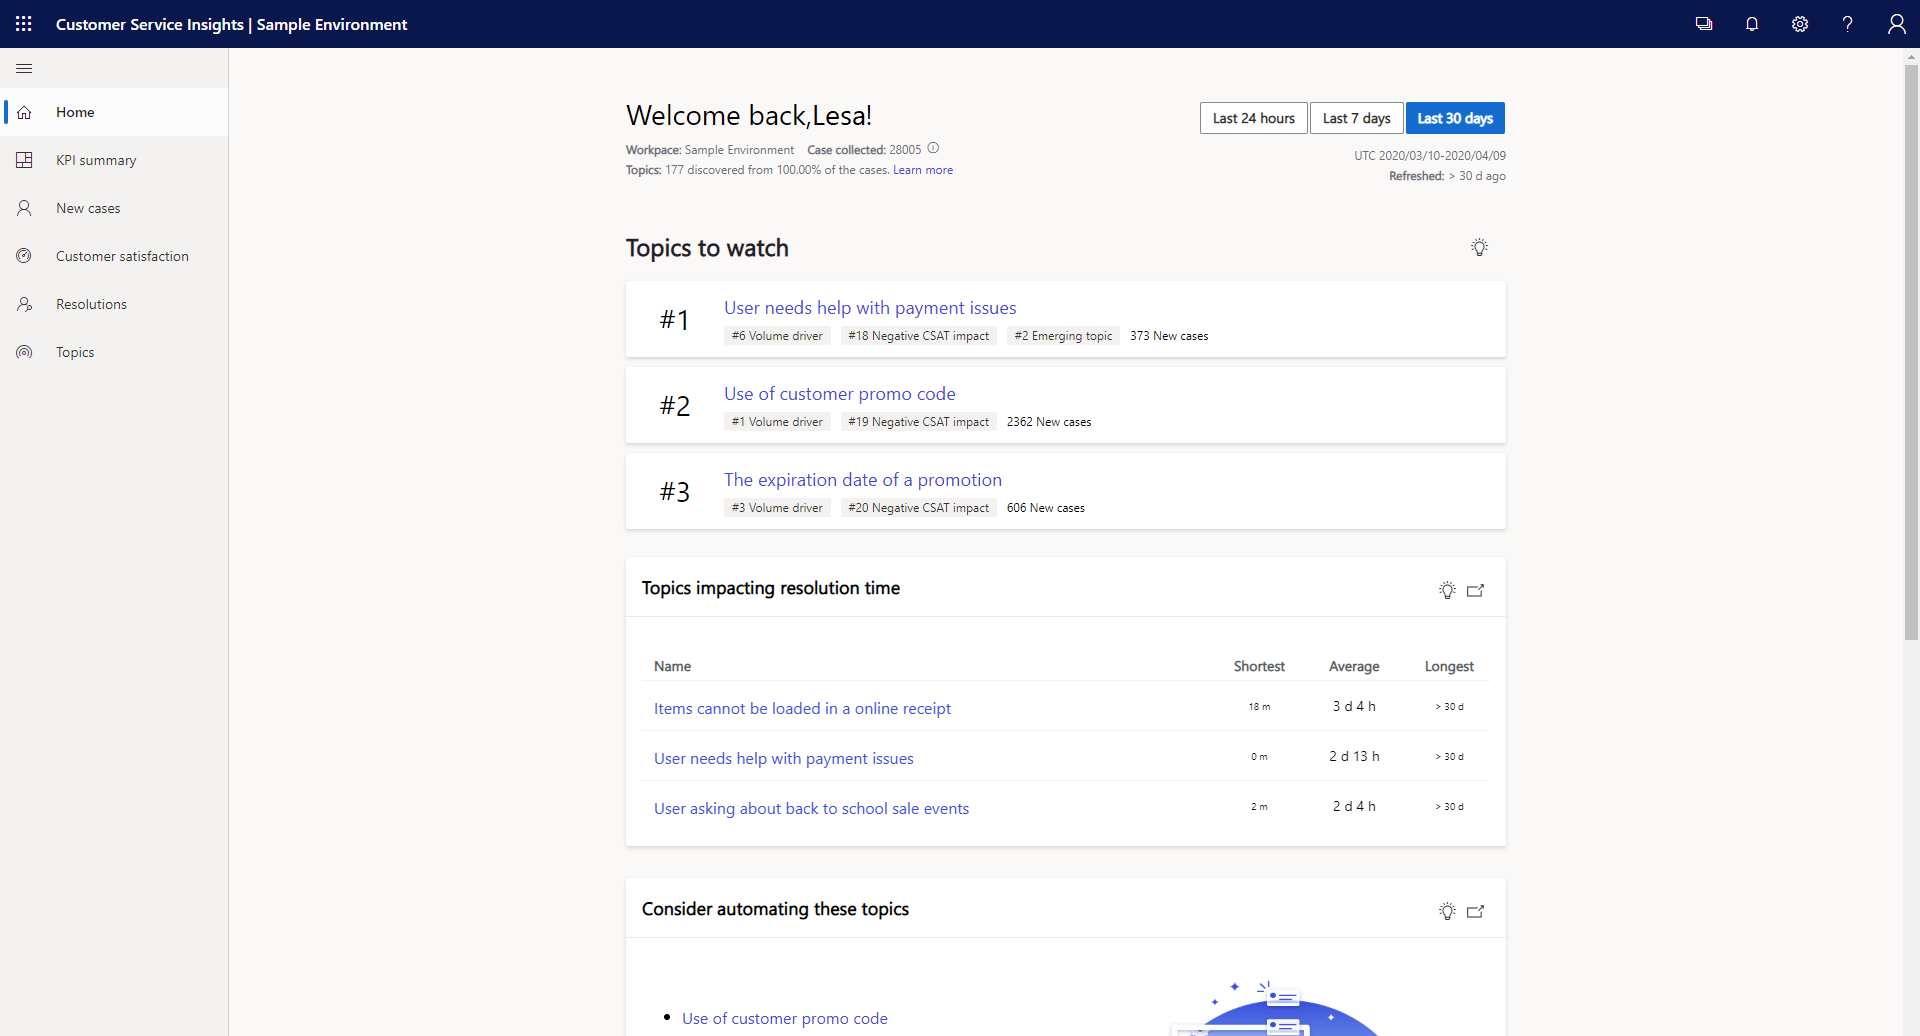 Customer Service Insights | Sample Environment
Home
KPI summary
New cases
Customer satisfaction
Resolutions
Topics
Welcome back,Lesa!
Workpace: Sample Environment Case collected: 28005
Topics: 177 discovered from 100.00% of the cases. Learn more
Last 24 hours Last 7 days Last 30 days
UTC 2020/03/10-2020/04/09
Refreshed: > 30 d ago
Topics to watch
#1
User needs help with payment issues
#6 Volume driver #18 Negative CSAT impact #2 Emerging topic 373 New cases
#2
Use of customer promo code
#1 Volume driver #19 Negative CSAT impact 2362 New cases
#3
The expiration date of a promotion
#3 Volume driver #20 Negative CSAT impact 606 New cases
Topics impacting resolution time
Name Shortest Average Longest
Items cannot be loaded in a online receipt 18 m 3 d 4 h > 30 d
User needs help with payment issues 0 m 2 d 13 h > 30 d
User asking about back to school sale events 2 m 2 d 4 h > 30 d
Consider automating these topics
• Use of customer promo code